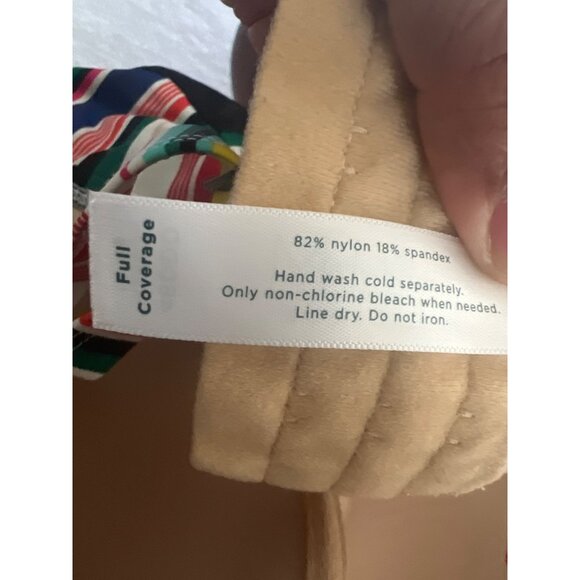 Full
Coverage
82% nylon 18% spandex
Hand wash cold separately.
Only non-chlorine bleach when needed.
Line dry. Do not iron.